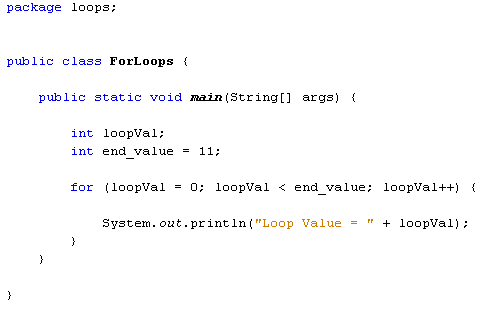 package loops;
public class ForLoops {
public static void main(String[] args) {
int loopVal;
int end_value = 11;
for (loopVal = 0; loopVal < end_value; loopVal++) {
System.out.println("Loop Value = " + loopVal);
}
}
}